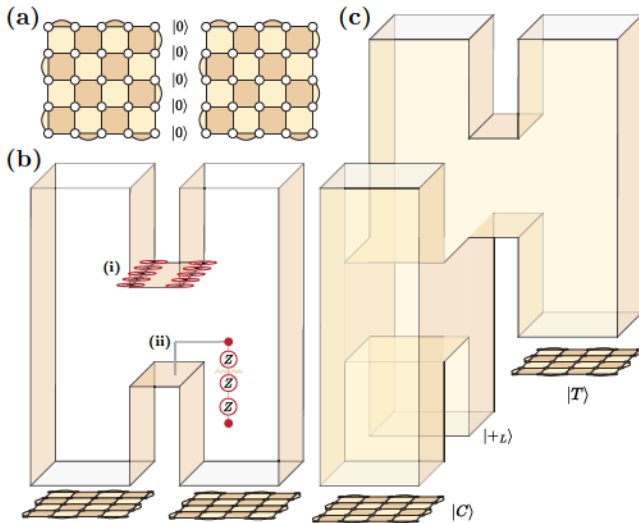 (a)
|0⟩
|0⟩
|0⟩
|0⟩
|0⟩
(b)
(i)
(ii)
Z
Z
Z
(c)
|+L⟩
|T⟩
|C⟩